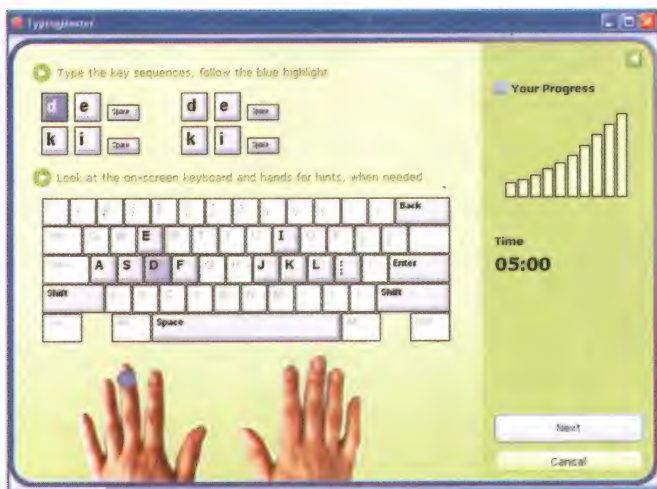 TypingMaster
Type the key sequences, follow the blue highlight
d e Space d e Space
k i Space k i Space
Look at the on-screen keyboard and hands for hints, when needed
Back
E I
A S D F J K L : ; Enter
Shift Shift
Space
Your Progress
Time
05:00
Next
Cancel